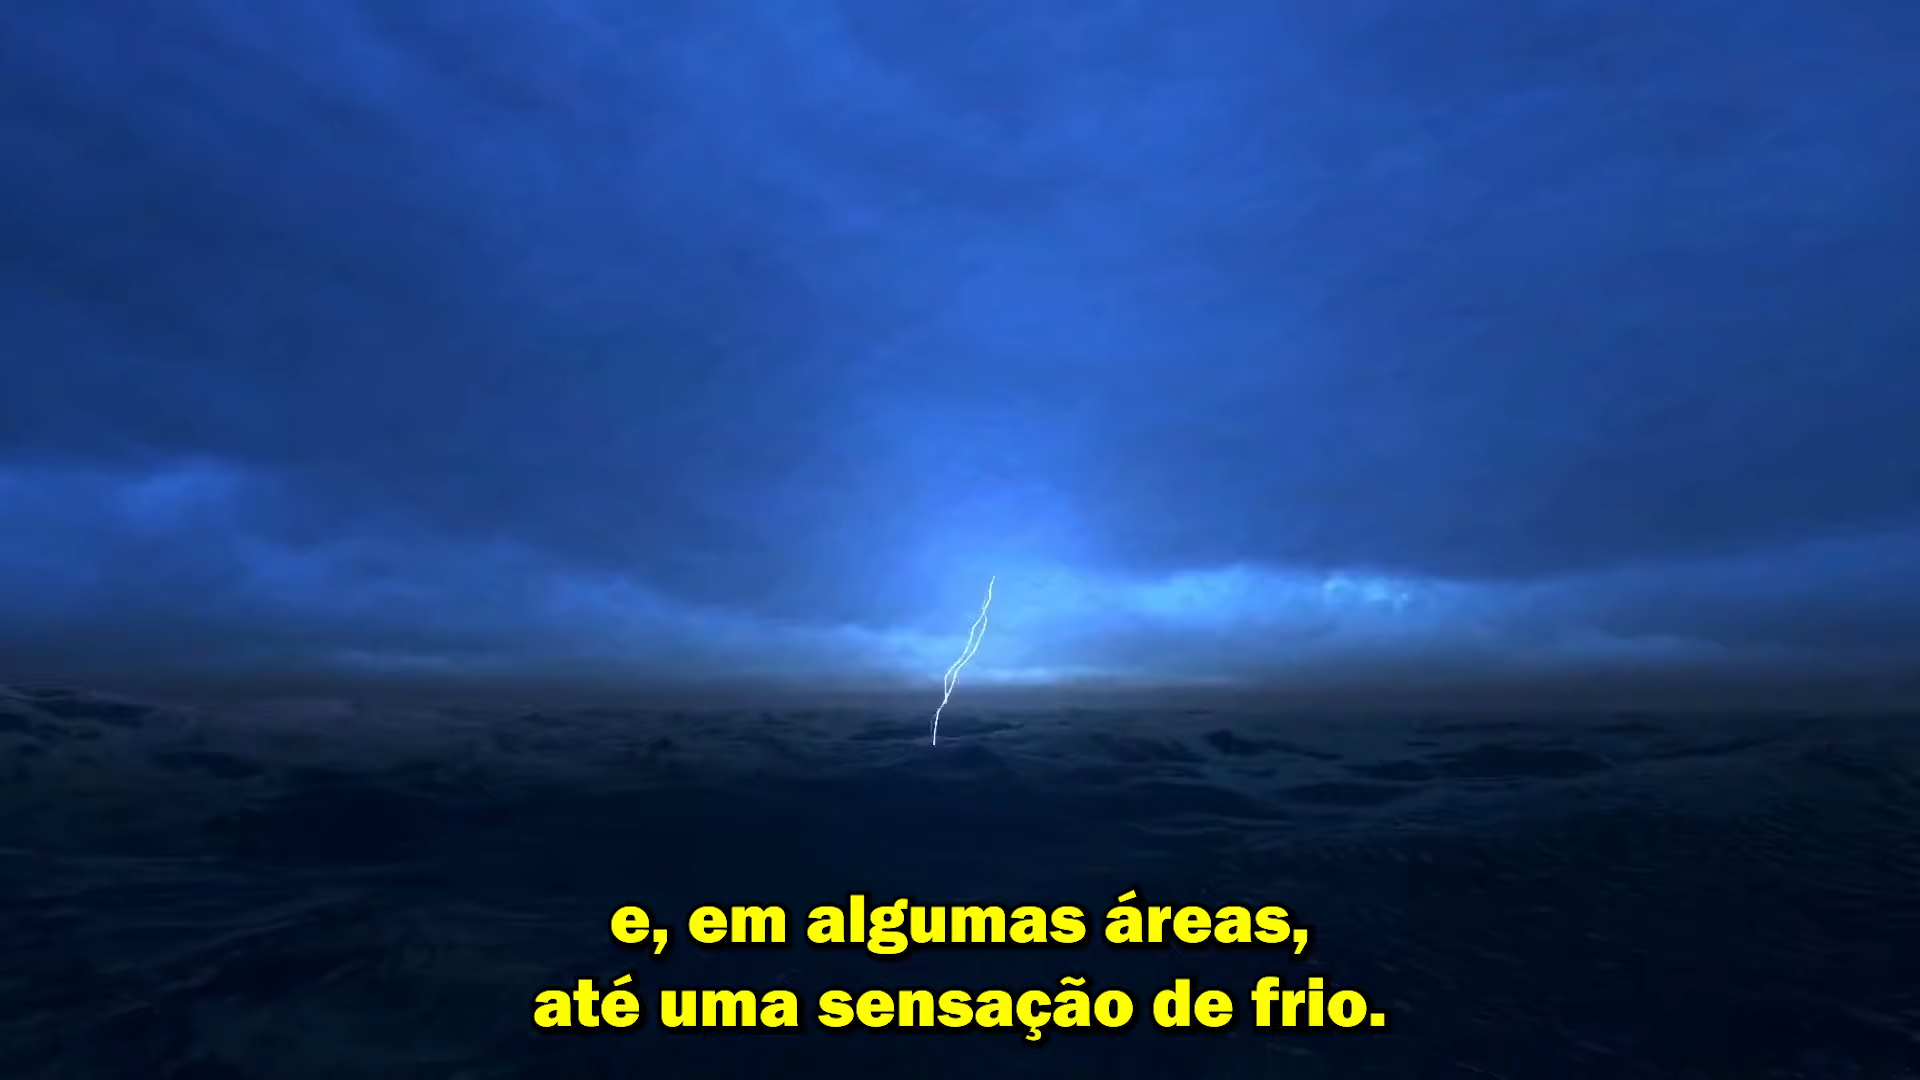 e, em algumas áreas,
até uma sensação de frio.